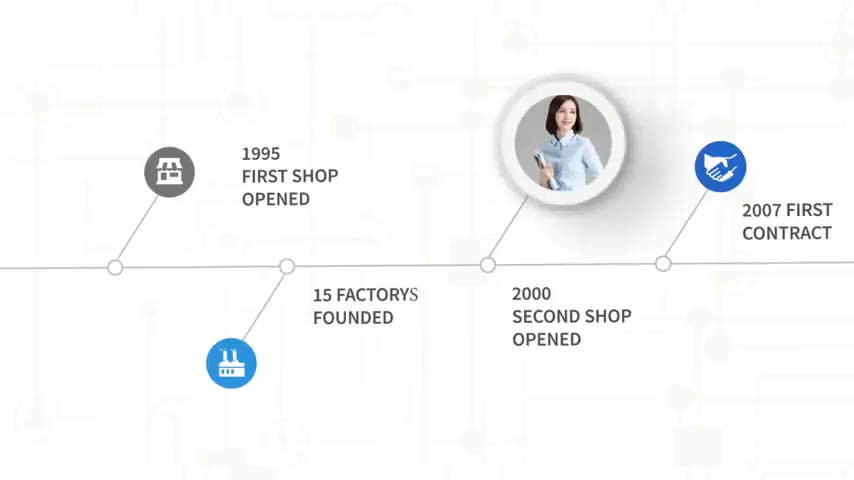 1995
FIRST SHOP
OPENED
15 FACTORYS
FOUNDED
2000
SECOND SHOP
OPENED
2007 FIRST
CONTRACT